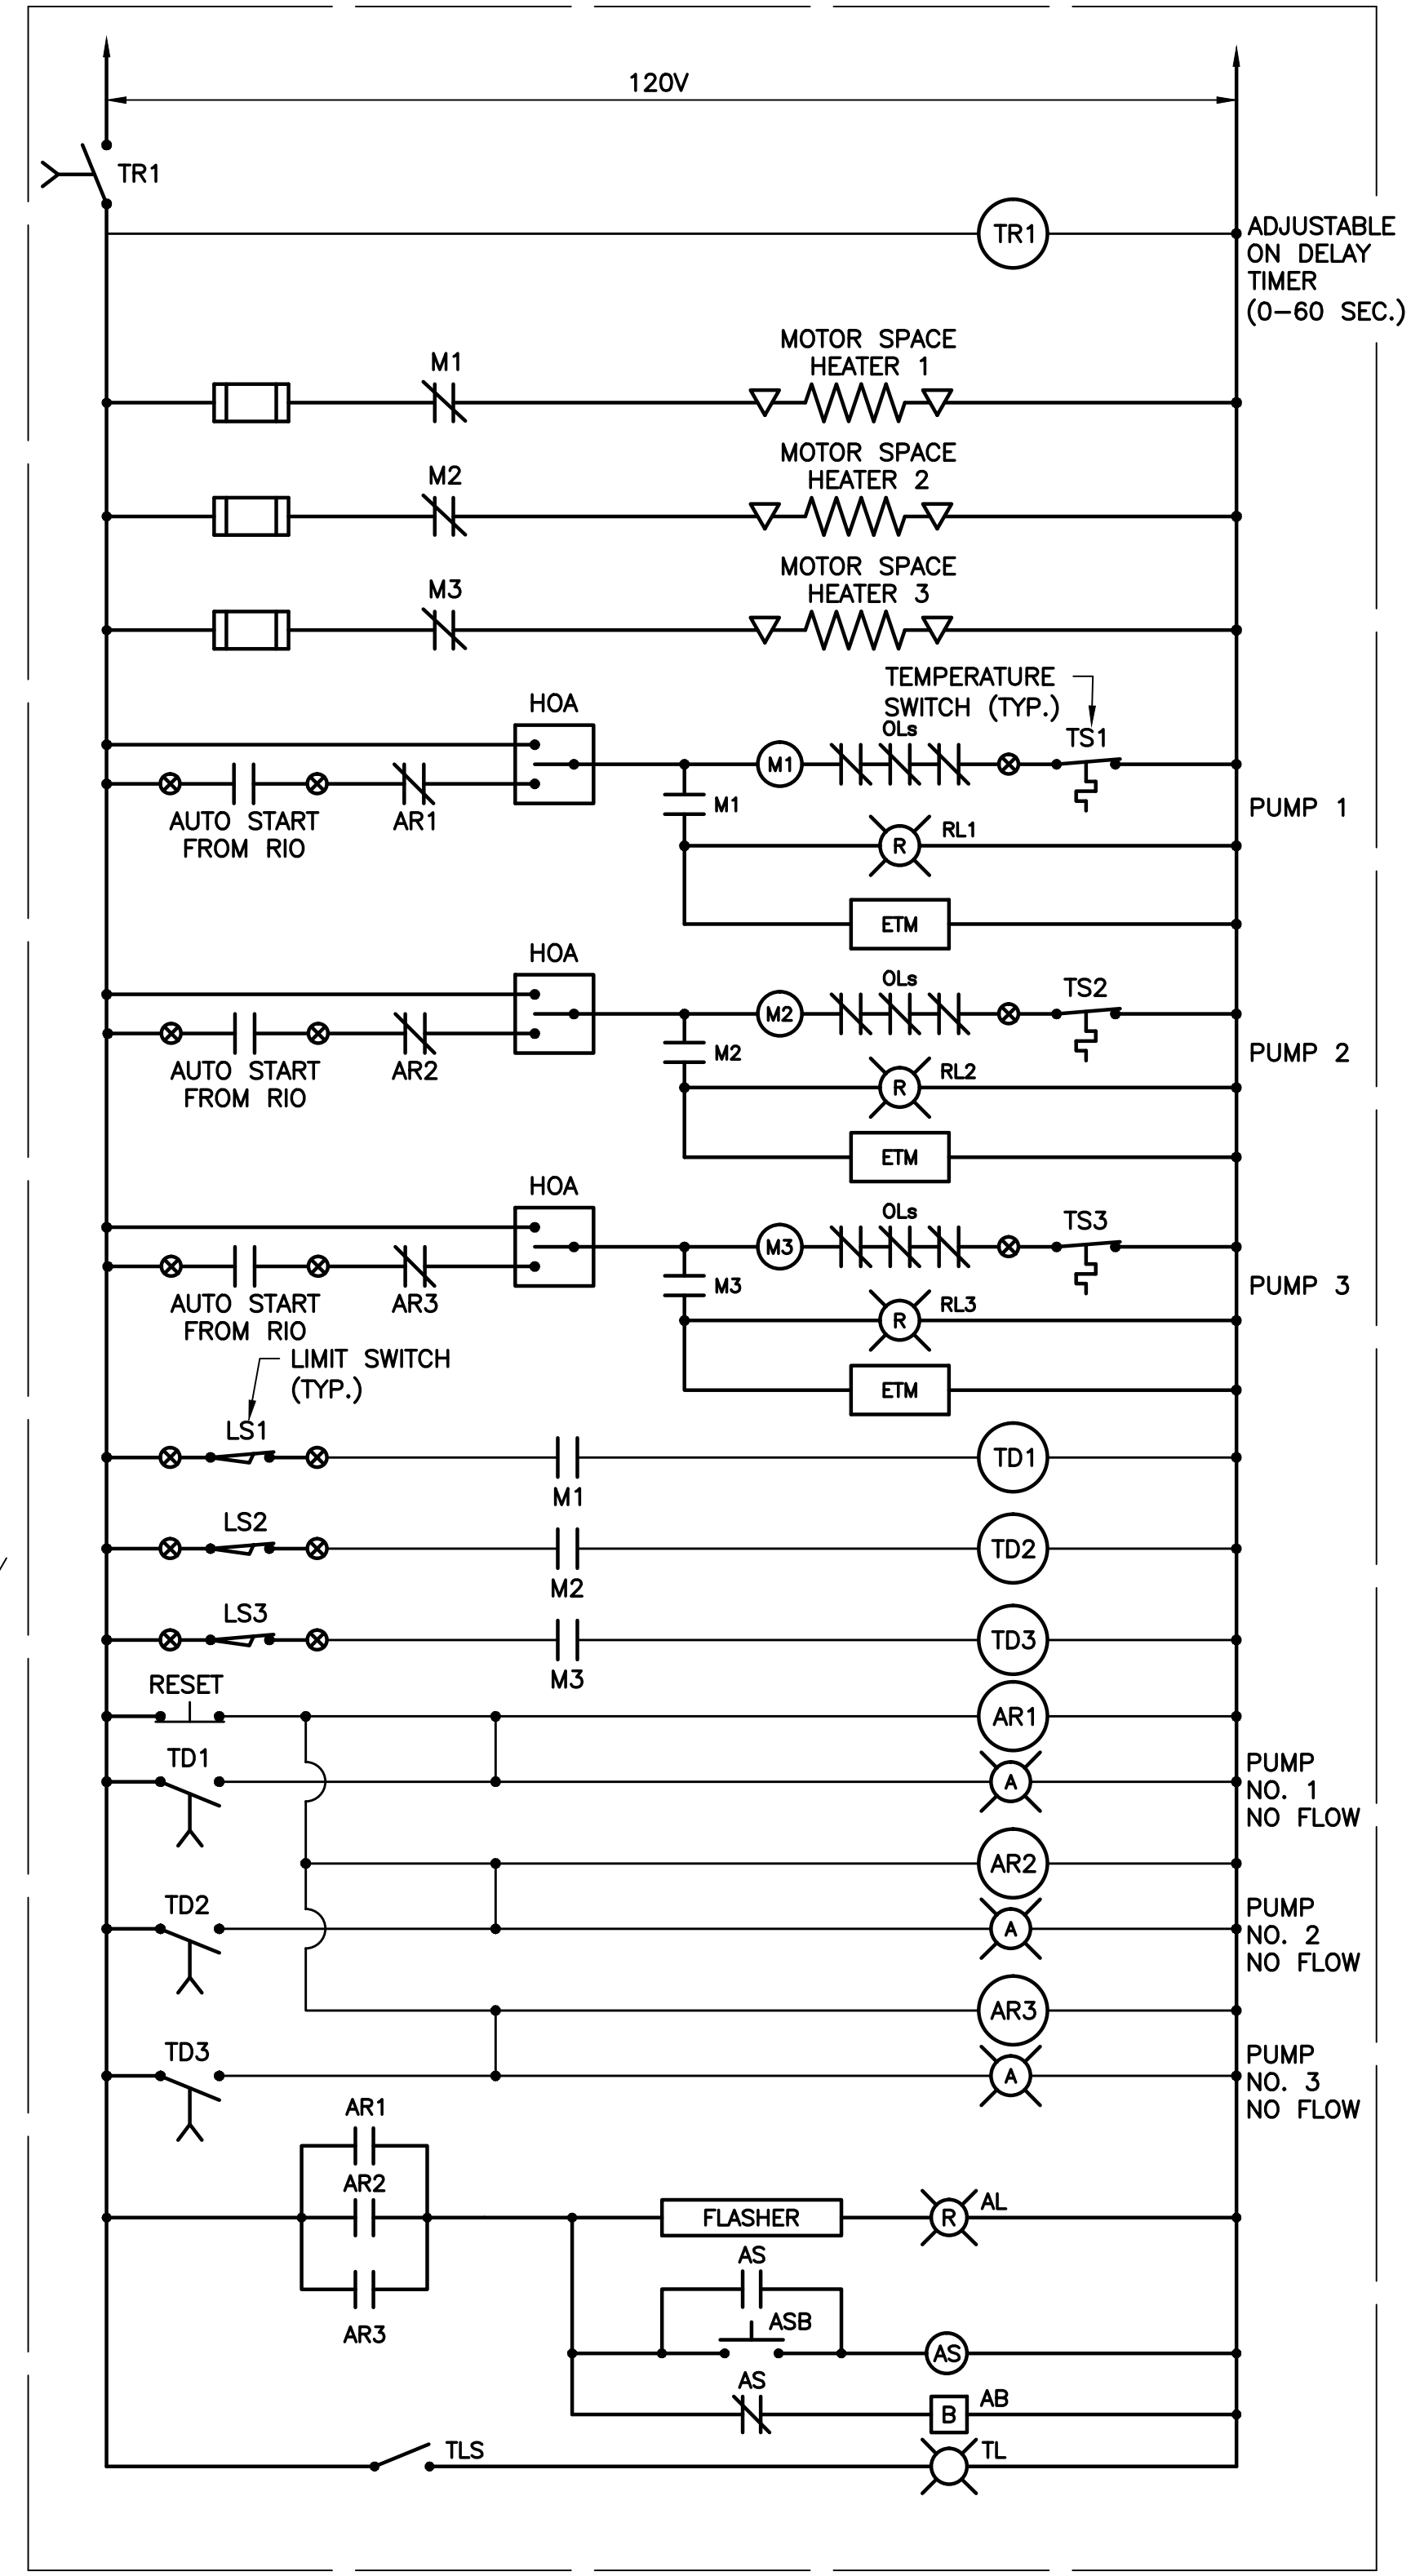 120V
TR1
TR1
ADJUSTABLE
ON DELAY
TIMER
(0-60 SEC.)
MOTOR SPACE
HEATER 1
M1
MOTOR SPACE
HEATER 2
M2
MOTOR SPACE
HEATER 3
M3
TEMPERATURE
SWITCH (TYP.)
HOA
OLs
TS1
M1
AUTO START
FROM RIO
AR1
M1
RL1
R
PUMP 1
ETM
HOA
OLs
TS2
M2
AUTO START
FROM RIO
AR2
M2
RL2
R
PUMP 2
ETM
HOA
OLs
TS3
M3
AUTO START
FROM RIO
AR3
M3
RL3
R
PUMP 3
LIMIT SWITCH
(TYP.)
ETM
LS1
M1
TD1
LS2
M2
TD2
LS3
M3
TD3
RESET
AR1
TD1
A
PUMP
NO. 1
NO FLOW
AR2
TD2
A
PUMP
NO. 2
NO FLOW
AR3
TD3
A
PUMP
NO. 3
NO FLOW
AR1
AR2
AR3
FLASHER
R
AL
AS
ASB
AS
AS
B
AB
TLS
TL